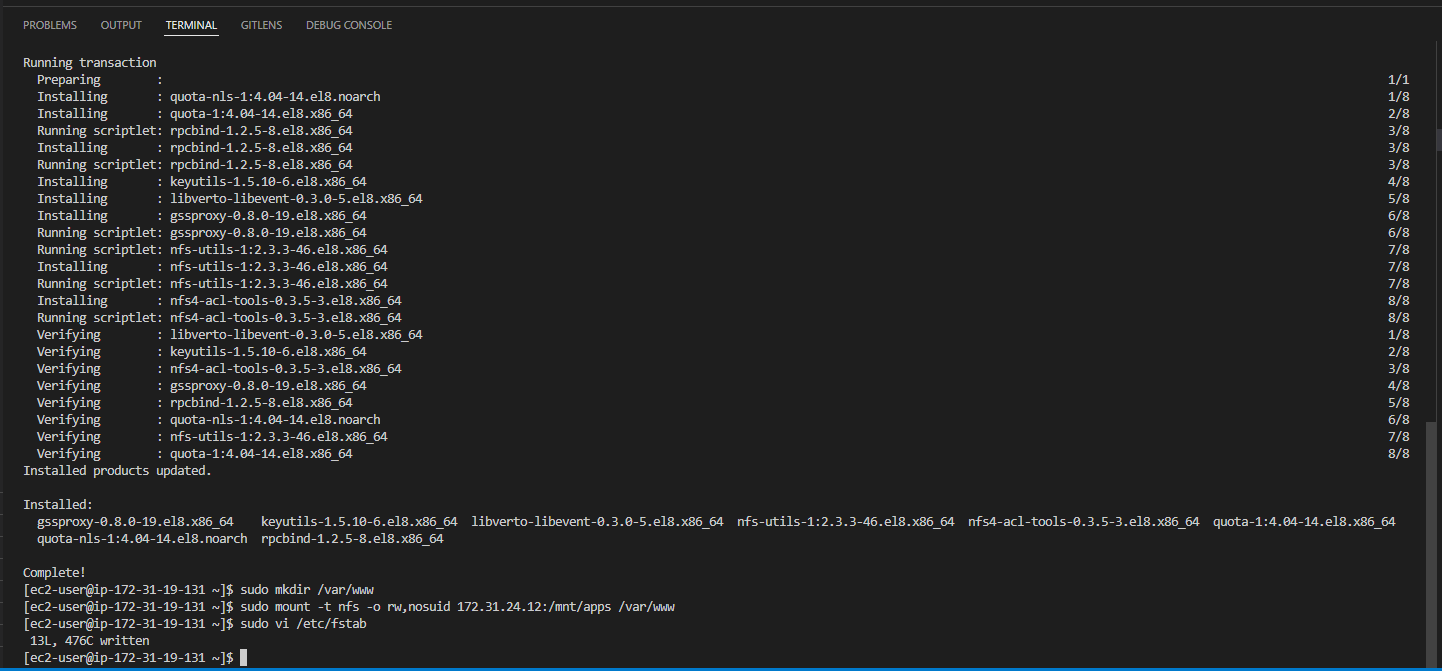 PROBLEMS OUTPUT TERMINAL GITLENS DEBUG CONSOLE
Running transaction
  Preparing        :                                                        1/1
  Installing       : quota-nls-1:4.04-14.el8.noarch                         1/8
  Installing       : quota-1:4.04-14.el8.x86_64                             2/8
  Running scriptlet: rpcbind-1.2.5-8.el8.x86_64                             3/8
  Installing       : rpcbind-1.2.5-8.el8.x86_64                             3/8
  Running scriptlet: rpcbind-1.2.5-8.el8.x86_64                             3/8
  Installing       : keyutils-1.5.10-6.el8.x86_64                           4/8
  Installing       : libverto-libevent-0.3.0-5.el8.x86_64                   5/8
  Installing       : gssproxy-0.8.0-19.el8.x86_64                           6/8
  Running scriptlet: gssproxy-0.8.0-19.el8.x86_64                           6/8
  Running scriptlet: nfs-utils-1:2.3.3-46.el8.x86_64                        7/8
  Installing       : nfs-utils-1:2.3.3-46.el8.x86_64                        7/8
  Running scriptlet: nfs-utils-1:2.3.3-46.el8.x86_64                        7/8
  Installing       : nfs4-acl-tools-0.3.5-3.el8.x86_64                      8/8
  Running scriptlet: nfs4-acl-tools-0.3.5-3.el8.x86_64                      8/8
  Verifying        : libverto-libevent-0.3.0-5.el8.x86_64                   1/8
  Verifying        : keyutils-1.5.10-6.el8.x86_64                           2/8
  Verifying        : nfs4-acl-tools-0.3.5-3.el8.x86_64                      3/8
  Verifying        : gssproxy-0.8.0-19.el8.x86_64                           4/8
  Verifying        : rpcbind-1.2.5-8.el8.x86_64                             5/8
  Verifying        : quota-nls-1:4.04-14.el8.noarch                         6/8
  Verifying        : nfs-utils-1:2.3.3-46.el8.x86_64                        7/8
  Verifying        : quota-1:4.04-14.el8.x86_64                             8/8
Installed products updated.
Installed:
  gssproxy-0.8.0-19.el8.x86_64    keyutils-1.5.10-6.el8.x86_64  libverto-libevent-0.3.0-5.el8.x86_64  nfs-utils-1:2.3.3-46.el8.x86_64  nfs4-acl-tools-0.3.5-3.el8.x86_64  quota-1:4.04-14.el8.x86_64
  quota-nls-1:4.04-14.el8.noarch  rpcbind-1.2.5-8.el8.x86_64
Complete!
[ec2-user@ip-172-31-19-131 ~]$ sudo mkdir /var/www
[ec2-user@ip-172-31-19-131 ~]$ sudo mount -t nfs -o rw,nosuid 172.31.24.12:/mnt/apps /var/www
[ec2-user@ip-172-31-19-131 ~]$ sudo vi /etc/fstab
 13L, 476C written
[ec2-user@ip-172-31-19-131 ~]$